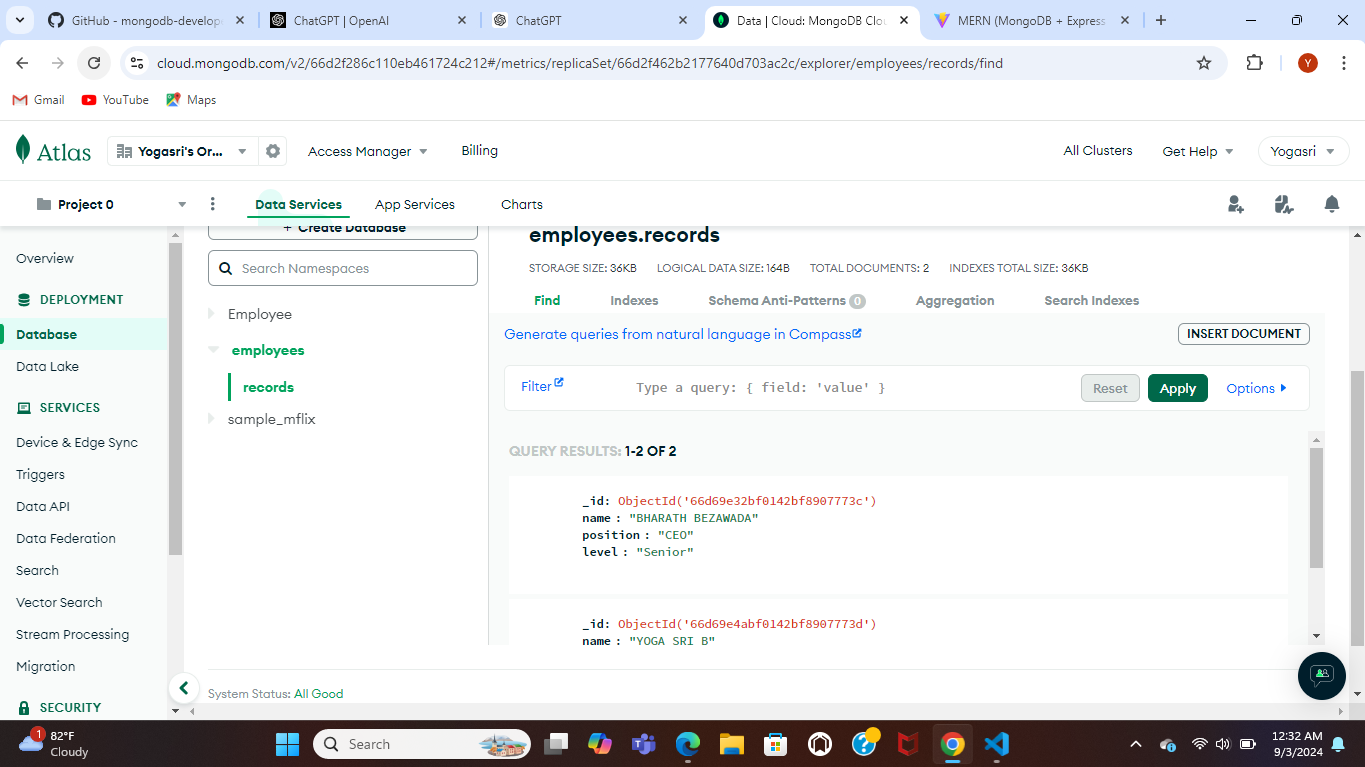 GitHub - mongodb-develop
ChatGPT | OpenAI
ChatGPT
Data | Cloud: MongoDB Clou
MERN (MongoDB + Express
cloud.mongodb.com/v2/66d2f286c110eb461724c212#/metrics/replicaSet/66d2f462b2177640d703ac2c/explorer/employees/records/find
Y
Gmail
YouTube
Maps
Atlas
Yogasri's Or...
Access Manager
Billing
All Clusters
Get Help
Yogasri
Project 0
Data Services
App Services
Charts
Overview
DEPLOYMENT
Database
Data Lake
SERVICES
Device & Edge Sync
Triggers
Data API
Data Federation
Search
Vector Search
Stream Processing
Migration
SECURITY
+ Create Database
Search Namespaces
Employee
employees
records
sample_mflix
employees.records
STORAGE SIZE: 36KB LOGICAL DATA SIZE: 164B TOTAL DOCUMENTS: 2 INDEXES TOTAL SIZE: 36KB
Find Indexes Schema Anti-Patterns 0 Aggregation Search Indexes
Generate queries from natural language in Compass
INSERT DOCUMENT
Filter
Type a query: { field: 'value' }
Reset
Apply
Options
QUERY RESULTS: 1-2 OF 2
_id: ObjectId('66d69e32bf0142bf8907773c')
name : "BHARATH BEZAWADA"
position : "CEO"
level : "Senior"
_id: ObjectId('66d69e4abf0142bf8907773d')
name : "YOGA SRI B"
System Status: All Good
1
82°F
Cloudy
Search
12:32 AM
9/3/2024